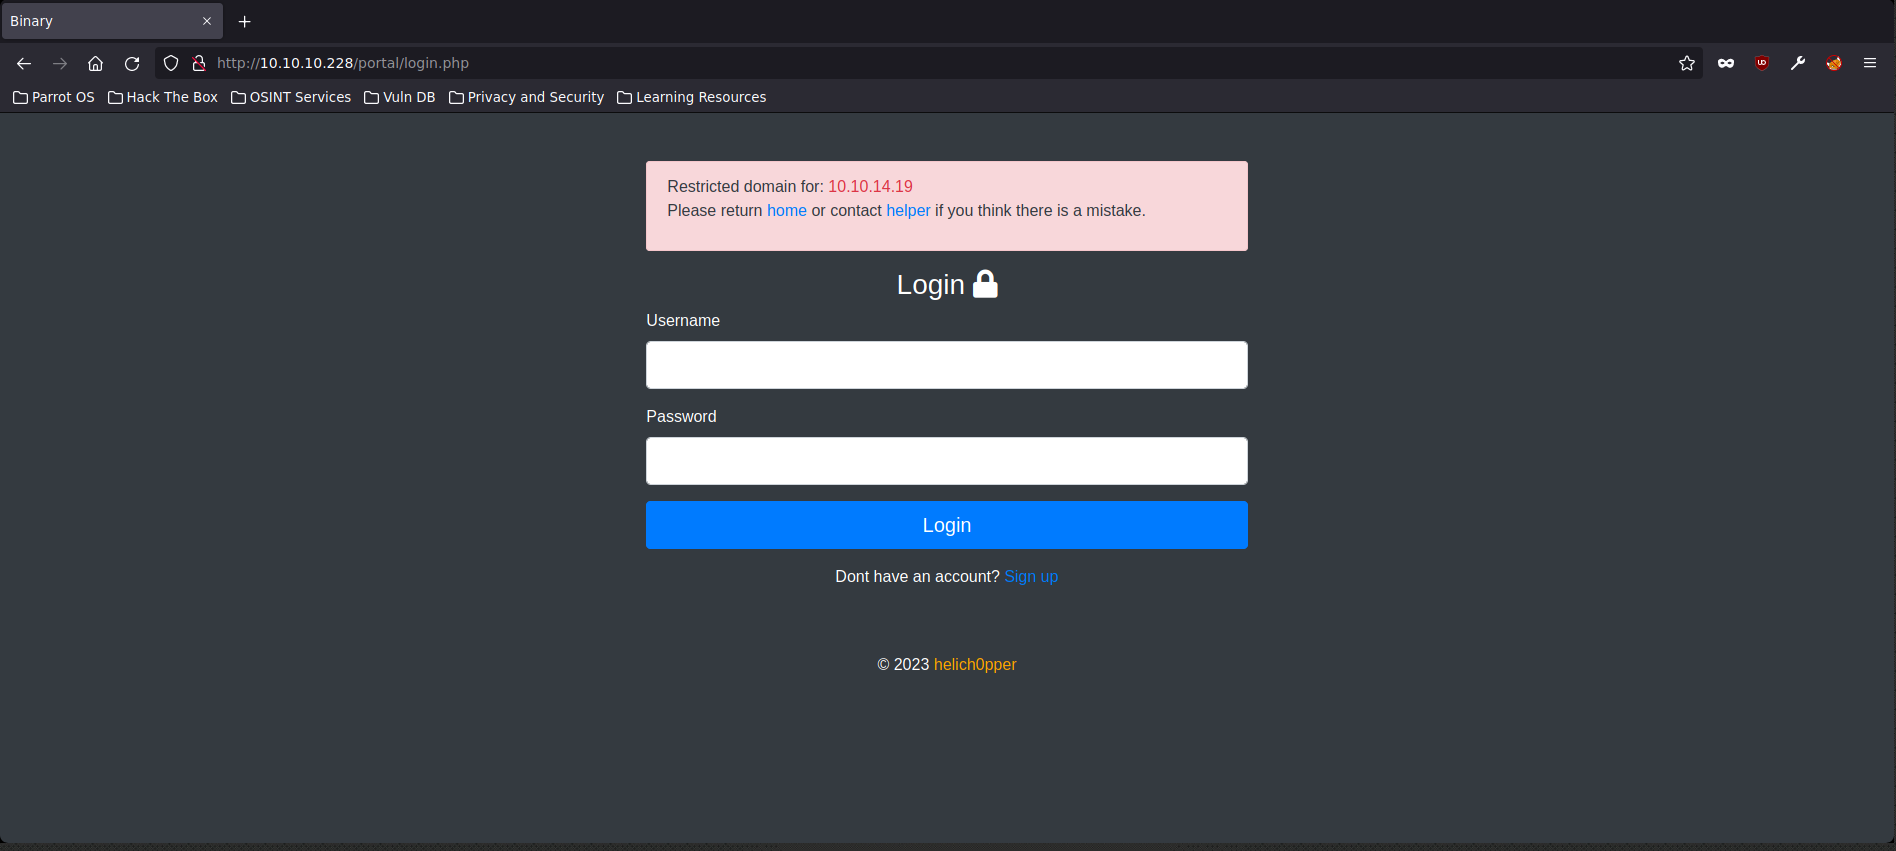 Binary
http://10.10.10.228/portal/login.php
Parrot OS Hack The Box OSINT Services Vuln DB Privacy and Security Learning Resources
Restricted domain for: 10.10.14.19
Please return home or contact helper if you think there is a mistake.
Login
Username
Password
Login
Dont have an account? Sign up
© 2023 helich0pper